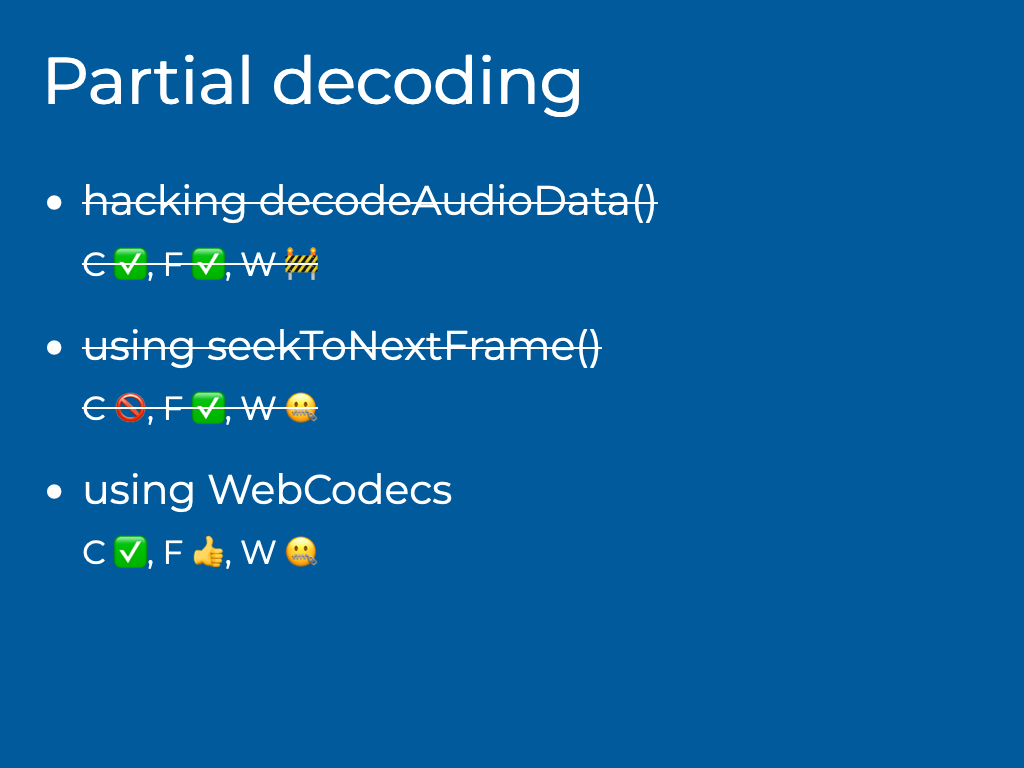 Partial decoding
• hacking decodeAudioData()
C ✅, F ✅, W 🚧
• using seekToNextFrame()
C 🚫, F ✅, W 🤐
• using WebCodecs
C ✅, F 👍, W 🤐